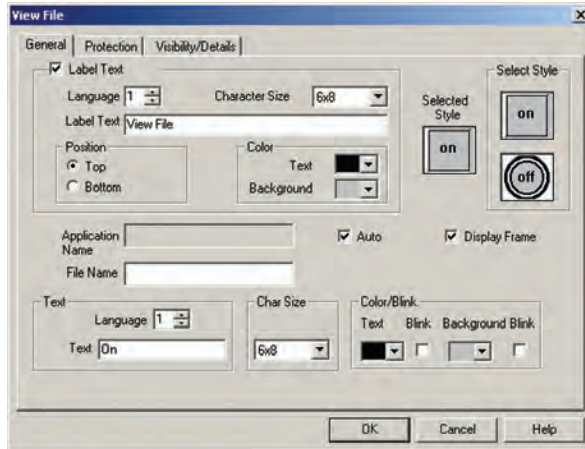 View File
General Protection Visibility/Details
Label Text
Language 1 Character Size 6x8
Label Text View File
Position
Top
Bottom
Color
Text
Background
Selected Style
on
Select Style
on
off
Application Name
Auto
Display Frame
File Name
Text
Language 1
Text On
Char Size
6x8
Color/Blink
Text Blink Background Blink
OK Cancel Help